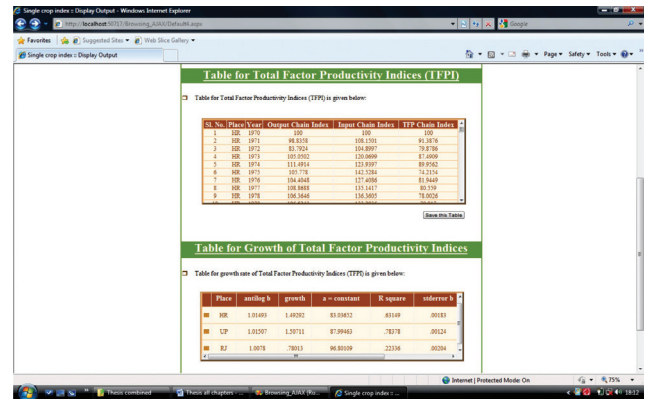 Single crop index :: Display Output - Windows Internet Explorer
http://localhost:50717/Browsing_AJAX/Default4.aspx
Google
Favorites Suggested Sites Web Slice Gallery
Single crop index :: Display Output
Page Safety Tools
Table for Total Factor Productivity Indices (TFPI)
Table for Total Factor Productivity Indices (TFPI) is given below:
Sl. No. Place Year Output Chain Index Input Chain Index TFP Chain Index
1 HR 1970 100 100 100
2 HR 1971 98.8358 108.1501 91.3876
3 HR 1972 83.7924 104.8997 79.8786
4 HR 1973 105.0502 120.0699 87.4909
5 HR 1974 111.4914 123.9397 89.9562
6 HR 1975 105.778 142.5284 74.2154
7 HR 1976 104.4048 127.4086 81.9449
8 HR 1977 108.8688 135.1417 80.559
9 HR 1978 106.3646 136.3605 78.0026
Save this Table
Table for Growth of Total Factor Productivity Indices
Table for growth rate of Total Factor Productivity Indices (TFPI) is given below:
Place antilog b growth a = constant R square stderror b
HR 1.01493 1.49292 83.03652 .63149 .00183
UP 1.01507 1.50711 87.99463 .78378 .00124
RJ 1.0078 .78013 96.80109 .22336 .00204
Internet | Protected Mode: On 75%
Thesis combined Thesis all chapters - ... Browsing_AJAX (Ru... Single crop index :: ... 18:12